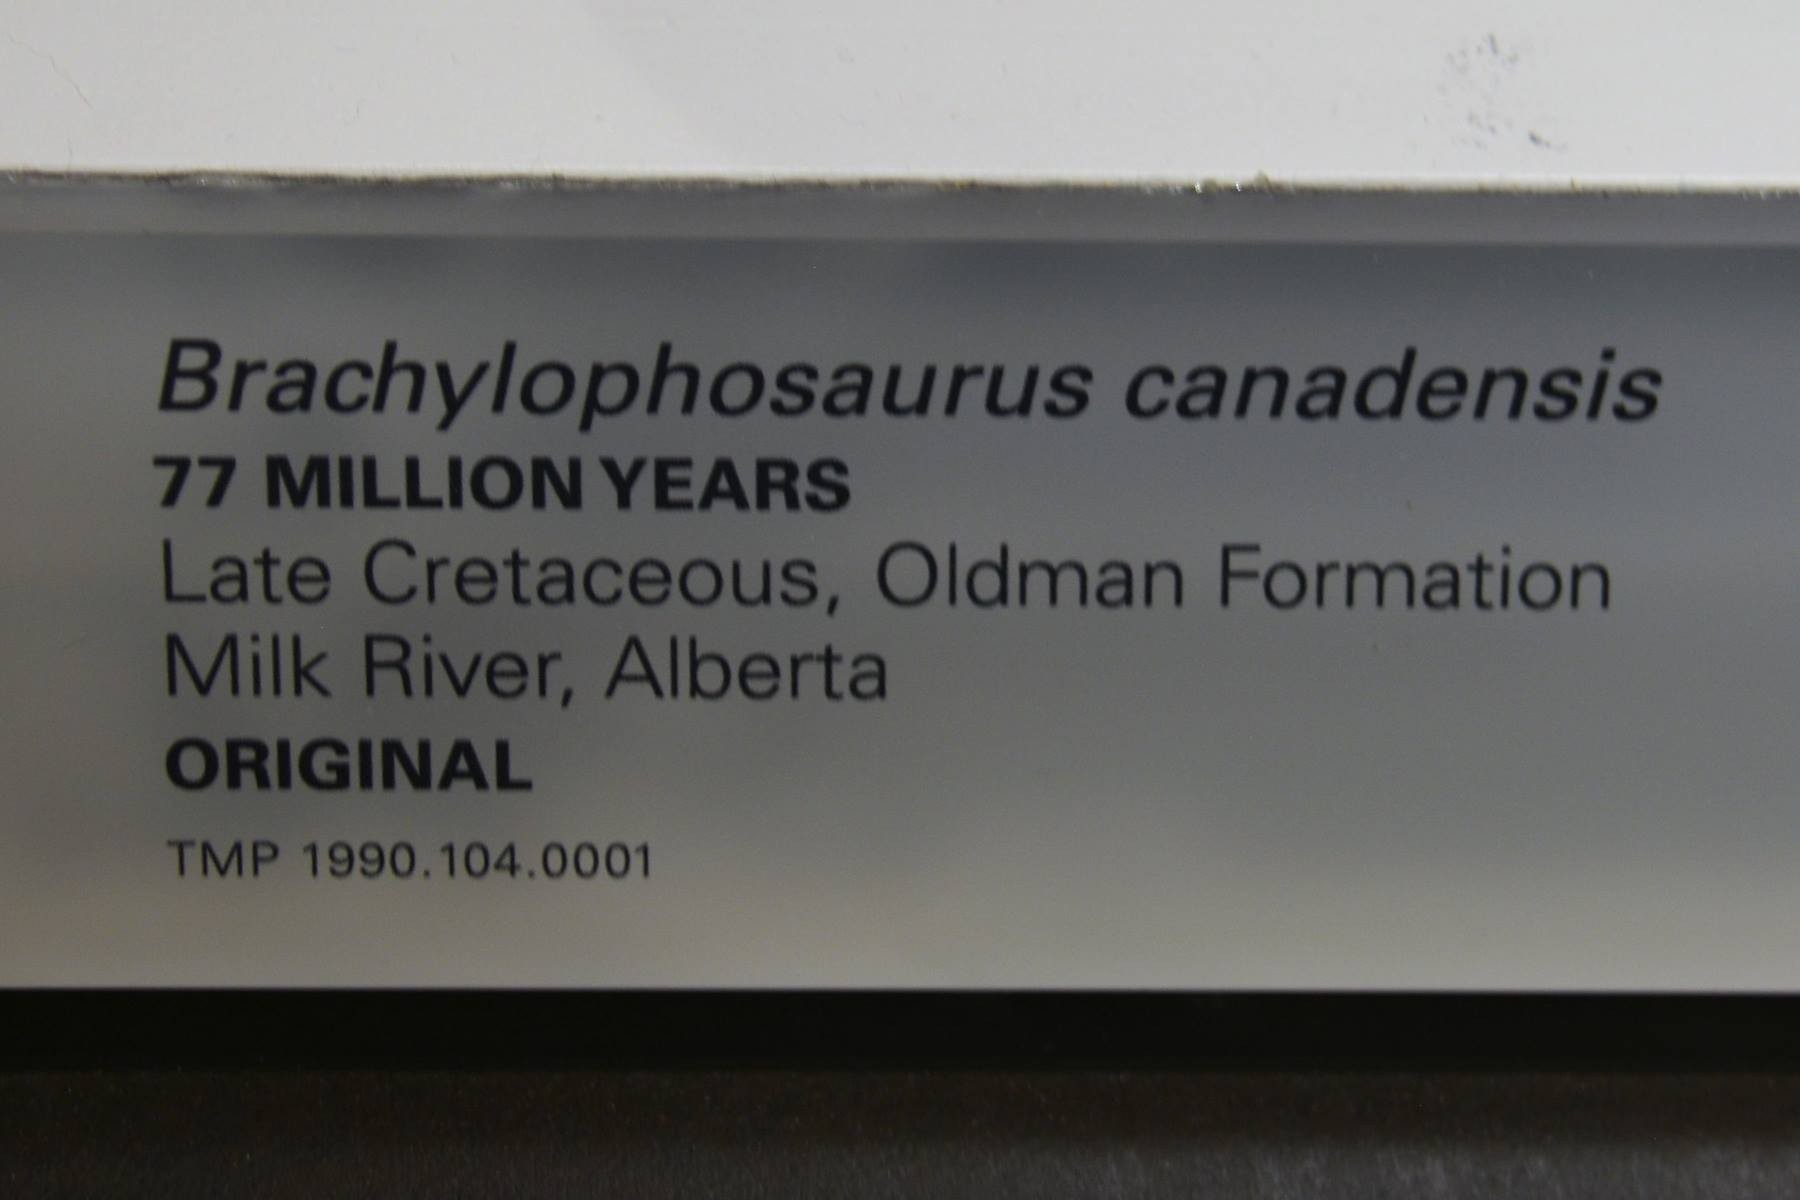 Brachylophosaurus canadensis
77 MILLION YEARS
Late Cretaceous, Oldman Formation
Milk River, Alberta
ORIGINAL
TMP 1990.104.0001